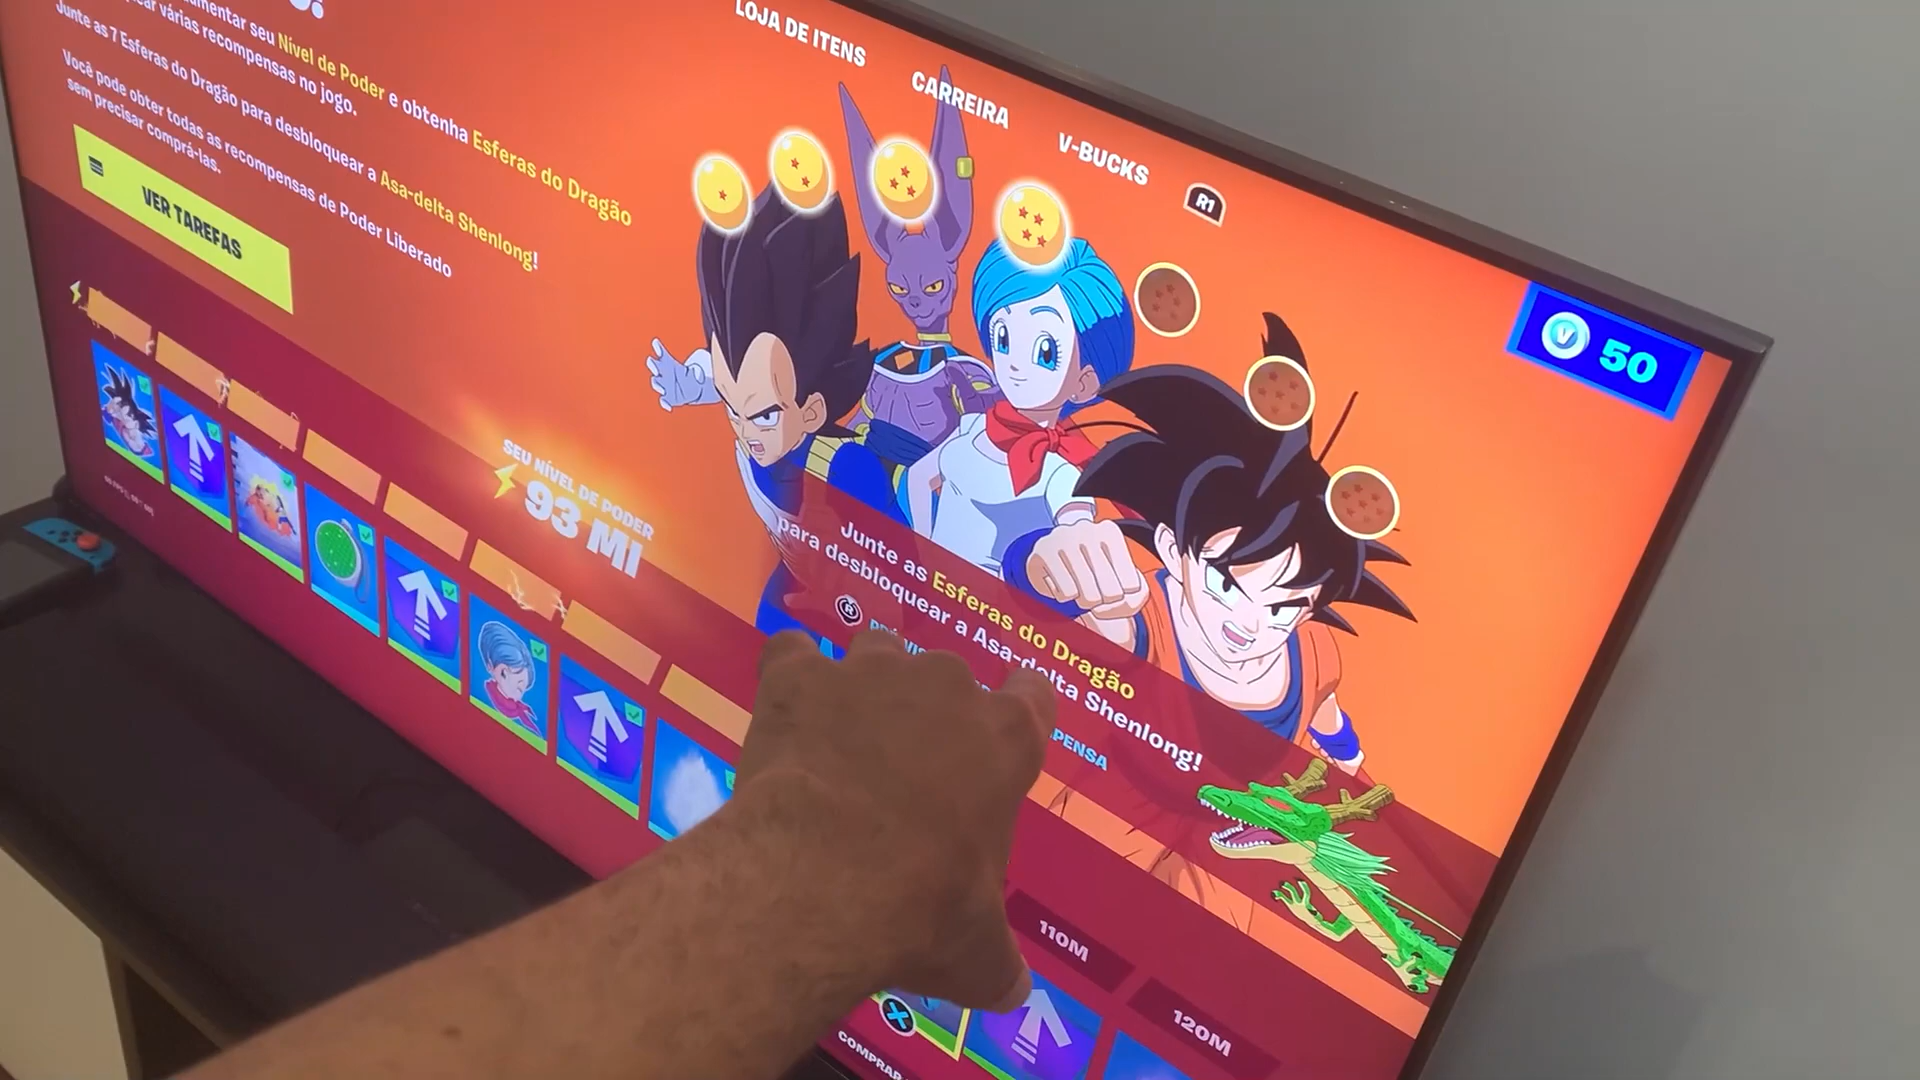 LOJA DE ITENS
CARREIRA
V-BUCKS
R1
50
aumentar seu Nível de Poder e obtenha Esferas do Dragão
várias recompensas no jogo.
Junte as 7 Esferas do Dragão para desbloquear a Asa-delta Shenlong!
Você pode obter todas as recompensas de Poder Liberado
sem precisar comprá-las.
VER TAREFAS
SEU NÍVEL DE PODER
93 MI
Junte as Esferas do Dragão
para desbloquear a Asa-delta Shenlong!
R
110M
120M
COMPRAR